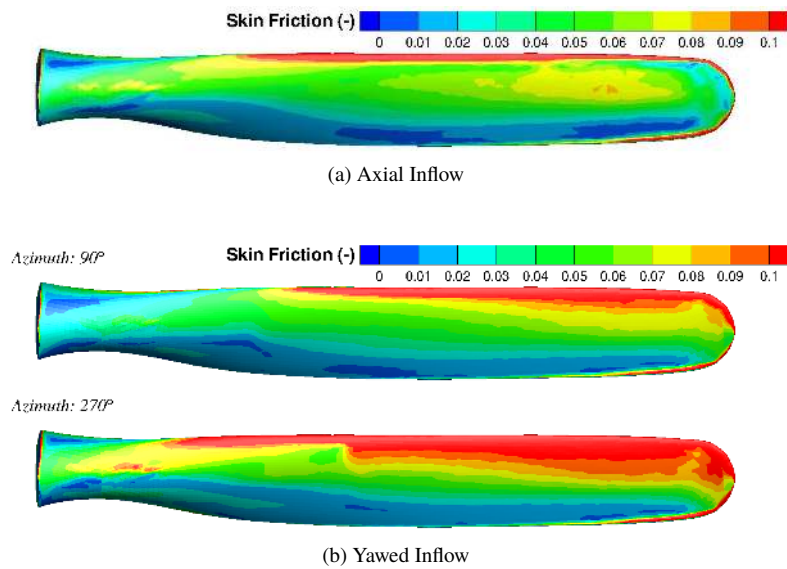 Skin Friction (-)
0 0.01 0.02 0.03 0.04 0.05 0.06 0.07 0.08 0.09 0.1
(a) Axial Inflow
Azimuth: 90º
Skin Friction (-)
0 0.01 0.02 0.03 0.04 0.05 0.06 0.07 0.08 0.09 0.1
Azimuth: 270º
(b) Yawed Inflow